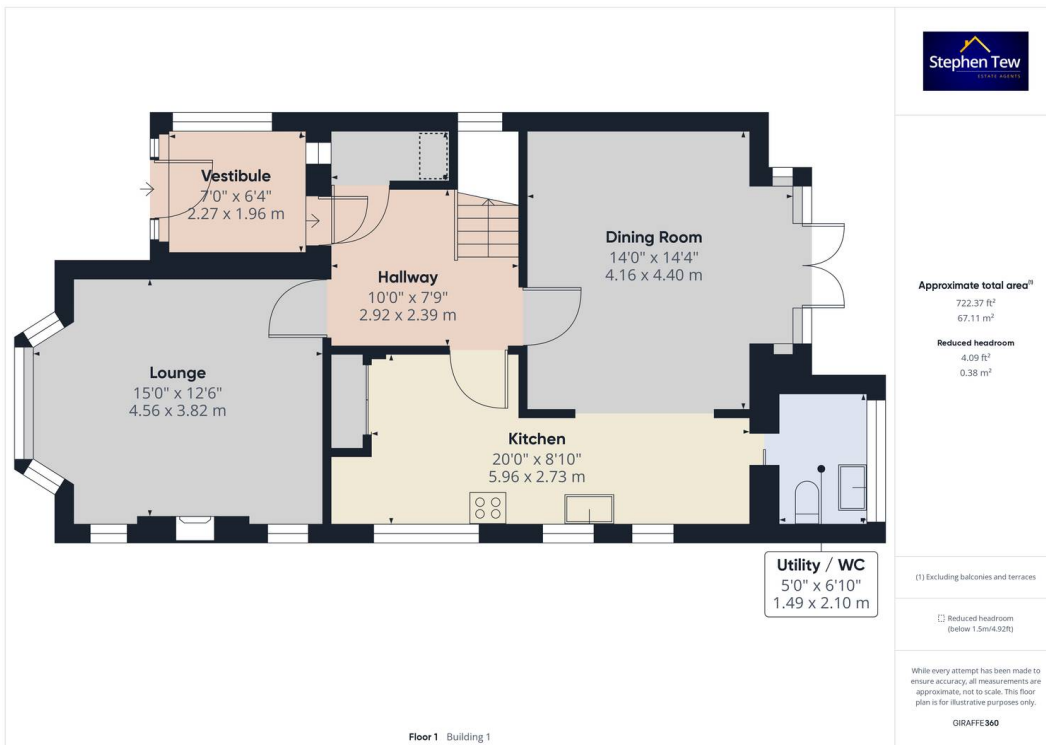 Stephen Tew
ESTATE AGENTS
Vestibule
7'0" x 6'4"
2.27 x 1.96 m
Hallway
10'0" x 7'9"
2.92 x 2.39 m
Dining Room
14'0" x 14'4"
4.16 x 4.40 m
Lounge
15'0" x 12'6"
4.56 x 3.82 m
Kitchen
20'0" x 8'10"
5.96 x 2.73 m
Utility / WC
5'0" x 6'10"
1.49 x 2.10 m
Floor 1 Building 1
Approximate total area⁽¹⁾
722.37 ft²
67.11 m²
Reduced headroom
4.09 ft²
0.38 m²
(1) Excluding balconies and terraces
Reduced headroom
(below 1.5m/4.92ft)
While every attempt has been made to
ensure accuracy, all measurements are
approximate, not to scale. This floor
plan is for illustrative purposes only.
GIRAFFE360